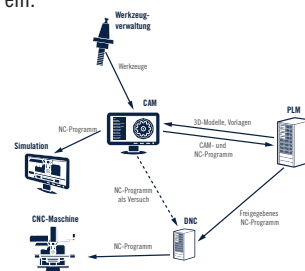 ein:
Werkzeug-
verwaltung
Werkzeuge
CAM
PLM
3D-Modelle, Vorlagen
NC-Programm
CAM- und
NC-Programm
Simulation
NC-Programm
als Versuch
Freigegebenes
NC-Programm
DNC
CNC-Maschine
NC-Programm